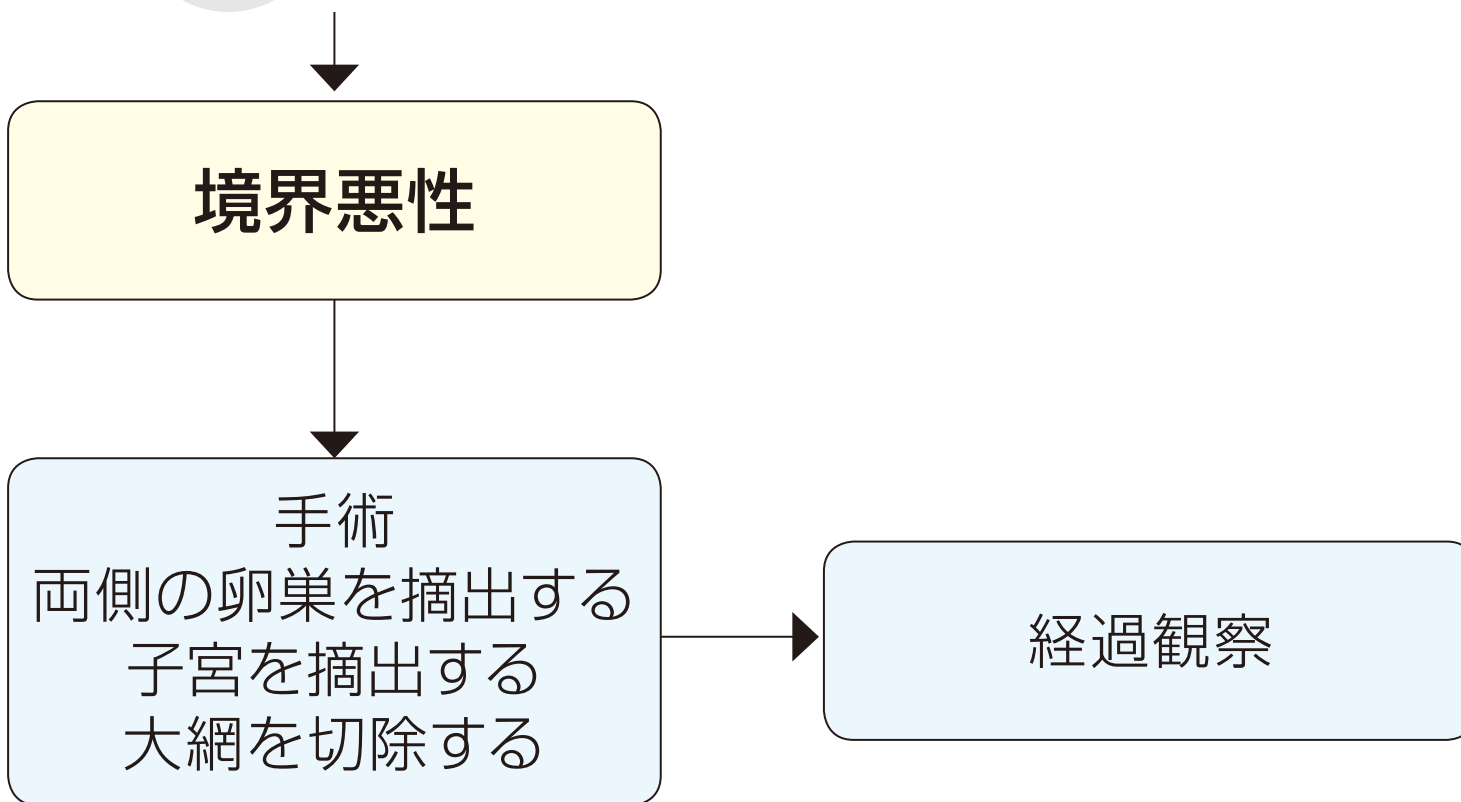 境界悪性
手術
両側の卵巣を摘出する
子宮を摘出する
大網を切除する
経過観察